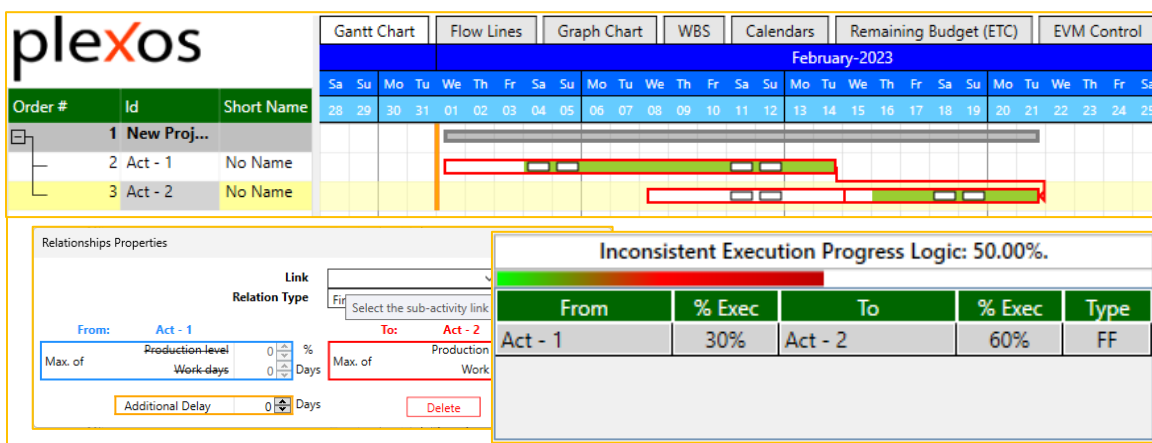 plexos
Gantt Chart Flow Lines Graph Chart WBS Calendars Remaining Budget (ETC) EVM Control
February-2023
Sa Su Mo Tu We Th Fr Sa Su Mo Tu We Th Fr Sa Su Mo Tu We Th Fr Sa Su Mo Tu We Th Fr Sa
Order # Id Short Name 28 29 30 31 01 02 03 04 05 06 07 08 09 10 11 12 13 14 15 16 17 18 19 20 21 22 23 24 25
1 New Proj...
2 Act - 1 No Name
3 Act - 2 No Name
Relationships Properties
Link
Relation Type
Select the sub-activity link
From: Act - 1 To: Act - 2
Max. of Production level 0 % Max. of Production
Work days 0 Days Work
Additional Delay 0 Days Delete
Inconsistent Execution Progress Logic: 50.00%.
From % Exec To % Exec Type
Act - 1 30% Act - 2 60% FF